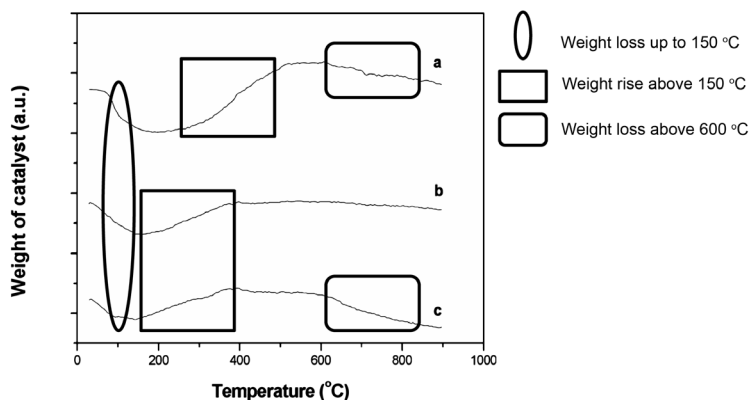 Weight of catalyst (a.u.)
a
b
c
0
200
400
600
800
1000
Temperature (°C)
Weight loss up to 150 °C
Weight rise above 150 °C
Weight loss above 600 °C